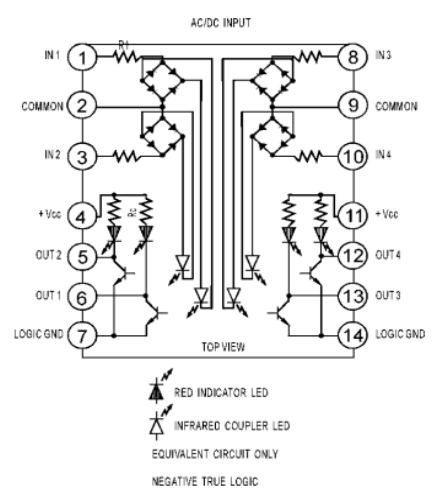 AC/DC INPUT
IN 1 1 R1 8 IN 3
COMMON 2 9 COMMON
IN 2 3 10 IN 4
+ Vcc 4 Rc 11 + Vcc
OUT 2 5 12 OUT 4
OUT 1 6 13 OUT 3
LOGIC GND 7 14 LOGIC GND
TOP VIEW
RED INDICATOR LED
INFRARED COUPLER LED
EQUIVALENT CIRCUIT ONLY
NEGATIVE TRUE LOGIC